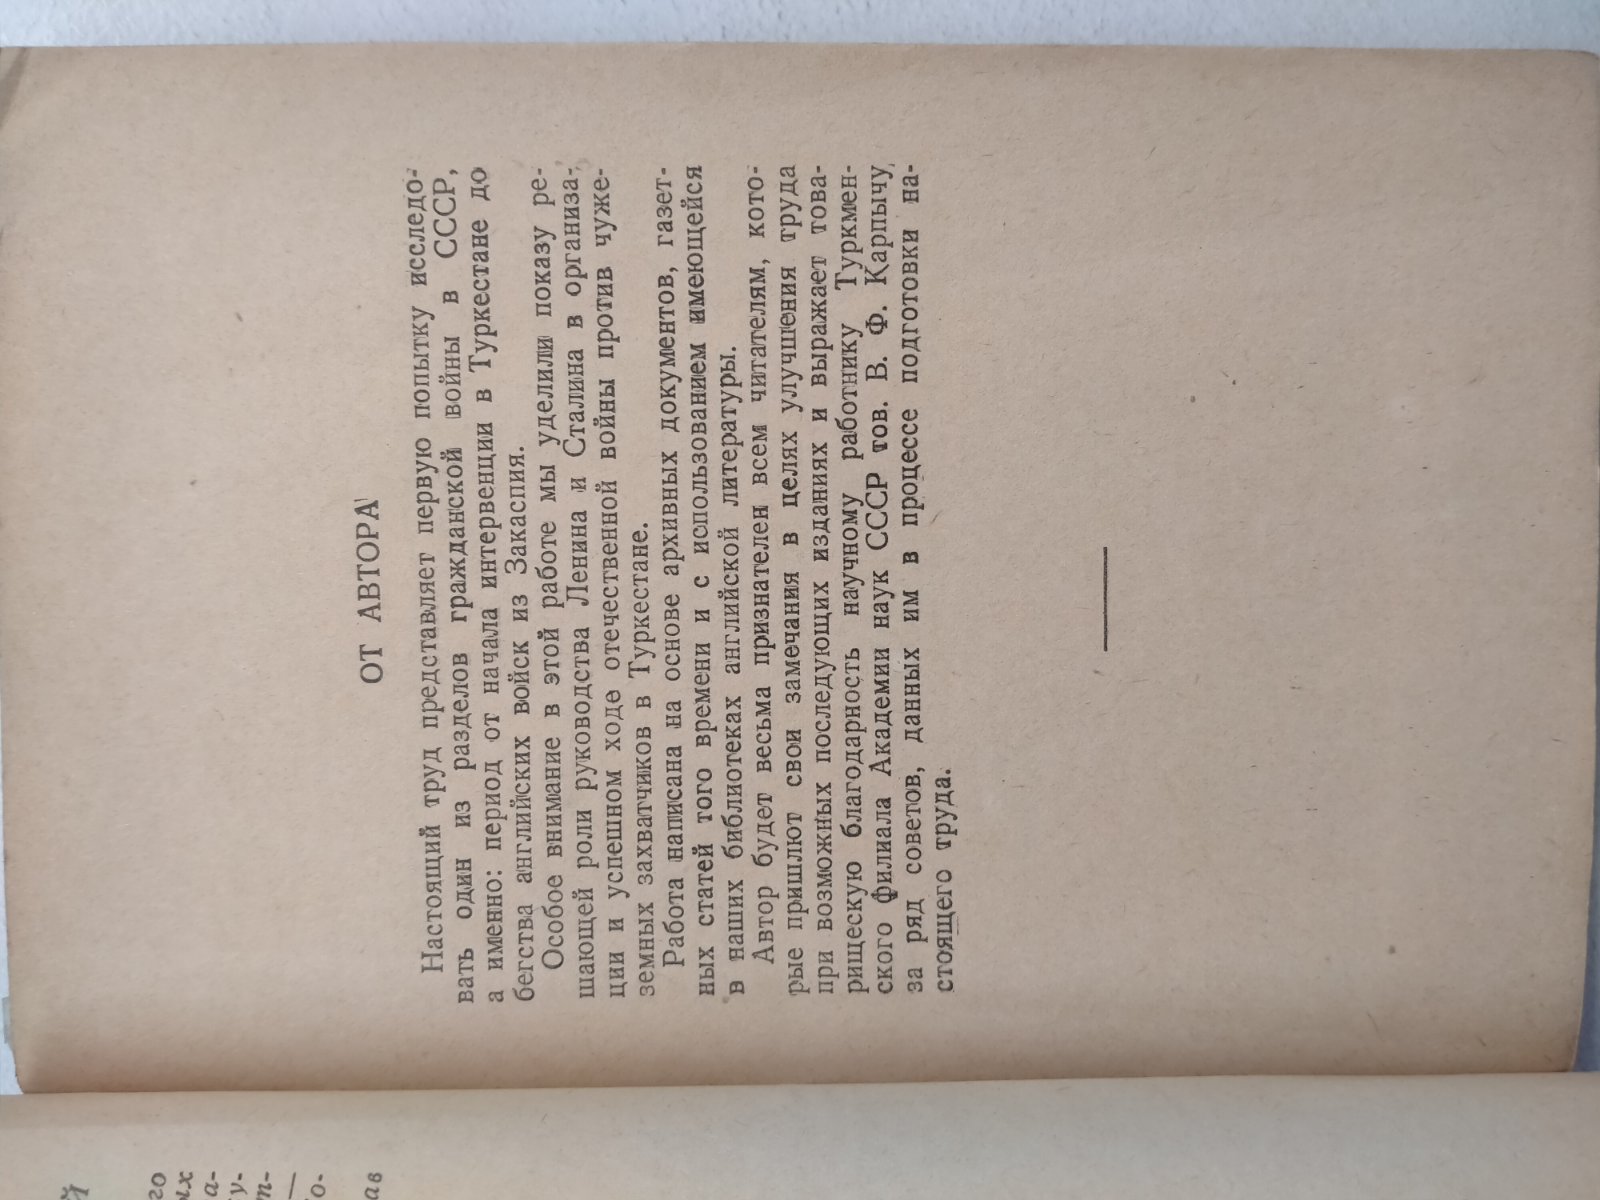 ОТ АВТОРА
Настоящий труд представляет первую попытку исследо-
вать один из разделов гражданской войны в СССР,
а именно: период от начала интервенции в Туркестане до
бегства английских войск из Закаспия.
Особое внимание в этой работе мы уделили показу ре-
шающей роли руководства Ленина и Сталина в организа-
ции и успешном ходе отечественной войны против чуже-
земных захватчиков в Туркестане.
Работа написана на основе архивных документов, газет-
ных статей того времени и с использованием имеющейся
в наших библиотеках английской литературы.
Автор будет весьма признателен всем читателям, кото-
рые пришлют свои замечания в целях улучшения труда
при возможных последующих изданиях и выражает това-
рищескую благодарность научному работнику Туркмен-
ского филиала Академии наук СССР тов. В. Ф. Карпычу
за ряд советов, данных им в процессе подготовки на-
стоящего труда.